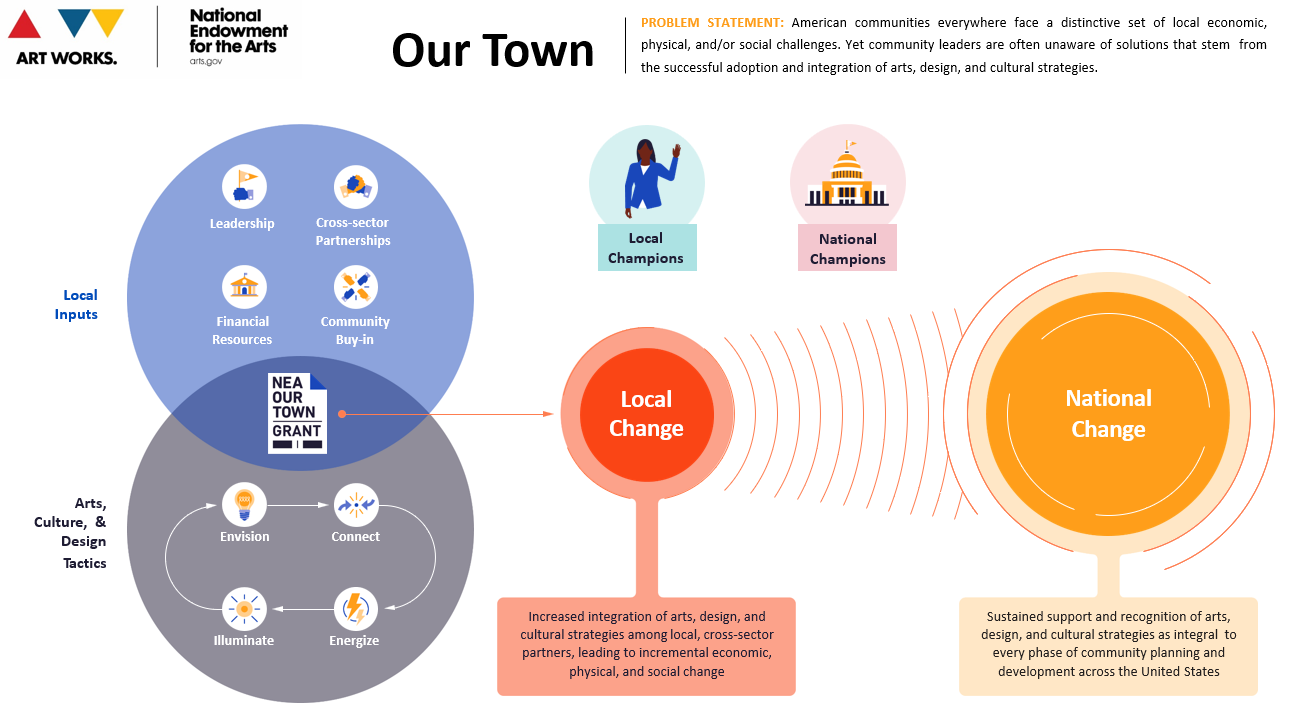 ART WORKS.
National
Endowment
for the Arts
arts.gov
Our Town
PROBLEM STATEMENT: American communities everywhere face a distinctive set of local economic,
physical, and/or social challenges. Yet community leaders are often unaware of solutions that stem from
the successful adoption and integration of arts, design, and cultural strategies.
Local
Inputs
Leadership
Cross-sector
Partnerships
Financial
Resources
Community
Buy-in
NEA
OUR
TOWN
GRANT
Arts,
Culture, &
Design
Tactics
Envision
Connect
Illuminate
Energize
Local
Champions
National
Champions
Local
Change
National
Change
Increased integration of arts, design, and
cultural strategies among local, cross-sector
partners, leading to incremental economic,
physical, and social change
Sustained support and recognition of arts,
design, and cultural strategies as integral to
every phase of community planning and
development across the United States